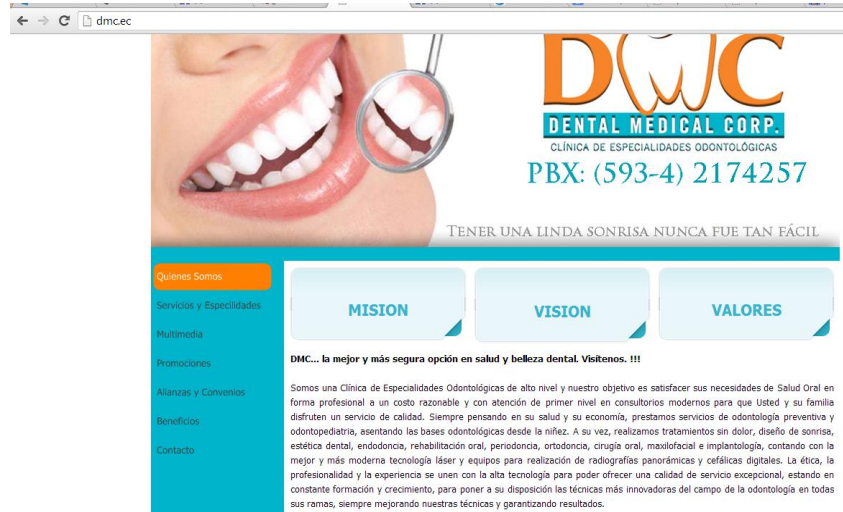 dmc.ec
DMC
DENTAL MEDICAL CORP.
CLÍNICA DE ESPECIALIDADES ODONTOLÓGICAS
PBX: (593-4) 2174257
TENER UNA LINDA SONRISA NUNCA FUE TAN FÁCIL
Quienes Somos
Servicios y Especilidades
Multimedia
Promociones
Alianzas y Convenios
Beneficios
Contacto
MISION
VISION
VALORES
DMC... la mejor y más segura opción en salud y belleza dental. Visítenos. !!!
Somos una Clínica de Especialidades Odontológicas de alto nivel y nuestro objetivo es satisfacer sus necesidades de Salud Oral en
forma profesional a un costo razonable y con atención de primer nivel en consultorios modernos para que Usted y su familia
disfruten un servicio de calidad. Siempre pensando en su salud y su economía, prestamos servicios de odontología preventiva y
odontopediatria, asentando las bases odontológicas desde la niñez. A su vez, realizamos tratamientos sin dolor, diseño de sonrisa,
estética dental, endodoncia, rehabilitación oral, periodoncia, ortodoncia, cirugía oral, maxilofacial e implantología, contando con la
mejor y más moderna tecnología láser y equipos para realización de radiografías panorámicas y cefálicas digitales. La ética, la
profesionalidad y la experiencia se unen con la alta tecnología para poder ofrecer una calidad de servicio excepcional, estando en
constante formación y crecimiento, para poner a su disposición las técnicas más innovadoras del campo de la odontología en todas
sus ramas, siempre mejorando nuestras técnicas y garantizando resultados.